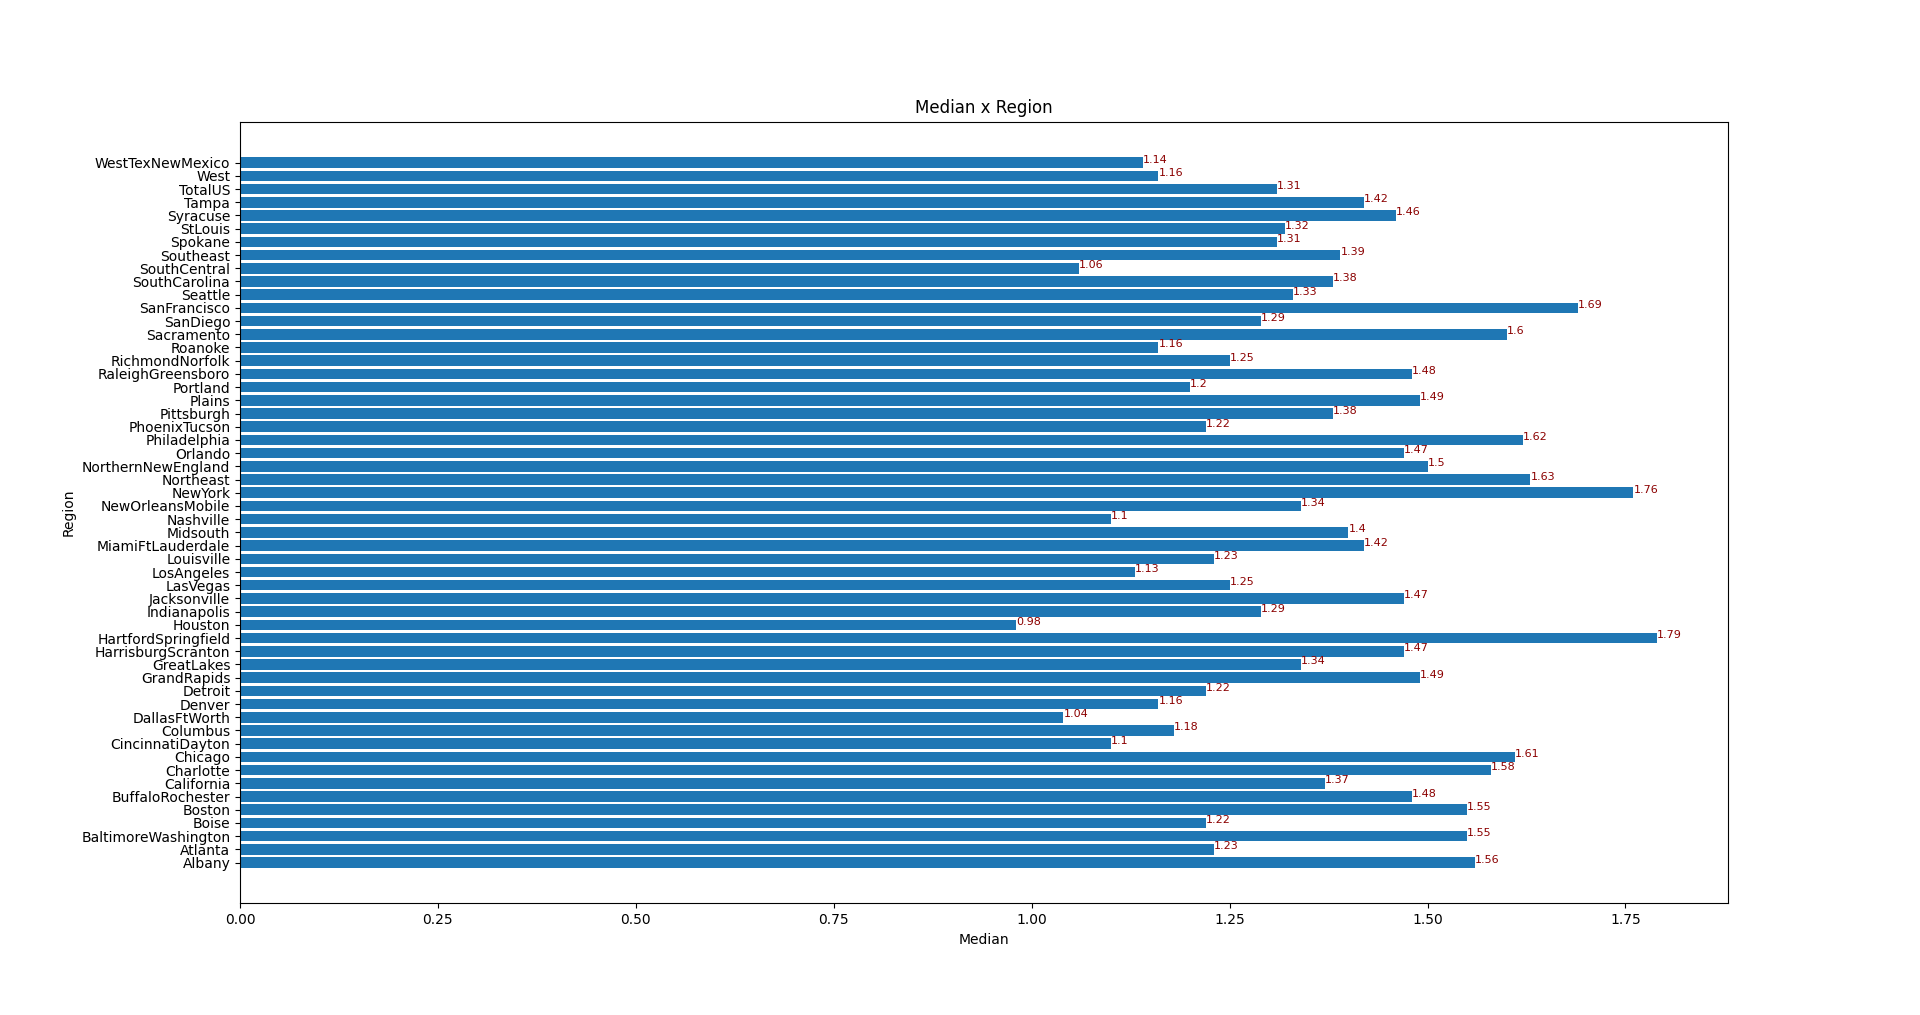 Median x Region
WestTexNewMexico 1.14
West 1.16
TotalUS 1.31
Tampa 1.42
Syracuse 1.46
StLouis 1.32
Spokane 1.31
Southeast 1.39
SouthCentral 1.06
SouthCarolina 1.38
Seattle 1.33
SanFrancisco 1.69
SanDiego 1.29
Sacramento 1.6
Roanoke 1.16
RichmondNorfolk 1.25
RaleighGreensboro 1.48
Portland 1.2
Plains 1.49
Pittsburgh 1.38
PhoenixTucson 1.22
Philadelphia 1.62
Orlando 1.47
NorthernNewEngland 1.5
Northeast 1.63
NewYork 1.76
NewOrleansMobile 1.34
Nashville 1.1
Midsouth 1.4
MiamiFtLauderdale 1.42
Louisville 1.23
LosAngeles 1.13
LasVegas 1.25
Jacksonville 1.47
Indianapolis 1.29
Houston 0.98
HartfordSpringfield 1.79
HarrisburgScranton 1.47
GreatLakes 1.34
GrandRapids 1.49
Detroit 1.22
Denver 1.16
DallasFtWorth 1.04
Columbus 1.18
CincinnatiDayton 1.1
Chicago 1.61
Charlotte 1.58
California 1.37
BuffaloRochester 1.48
Boston 1.55
Boise 1.22
BaltimoreWashington 1.55
Atlanta 1.23
Albany 1.56
Region
0.00 0.25 0.50 0.75 1.00 1.25 1.50 1.75
Median